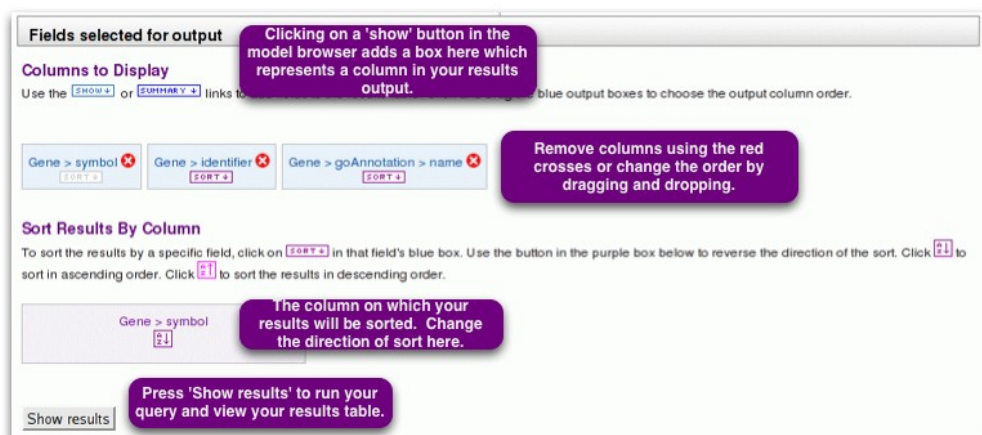 Fields selected for output
Clicking on a 'show' button in the
model browser adds a box here which
represents a column in your results
output.
Columns to Display
Use the SHOW↓ or SUMMARY ↓ links to blue output boxes to choose the output column order.
Gene > symbol
SORT↓
Gene > identifier
SORT↓
Gene > goAnnotation > name
SORT↓
Remove columns using the red
crosses or change the order by
dragging and dropping.
Sort Results By Column
To sort the results by a specific field, click on SORT↓ in that field's blue box. Use the button in the purple box below to reverse the direction of the sort. Click AZ↓ to
sort in ascending order. Click AZ↑ to sort the results in descending order.
The column on which your
results will be sorted. Change
the direction of sort here.
Gene > symbol
AZ↓
Press 'Show results' to run your
query and view your results table.
Show results